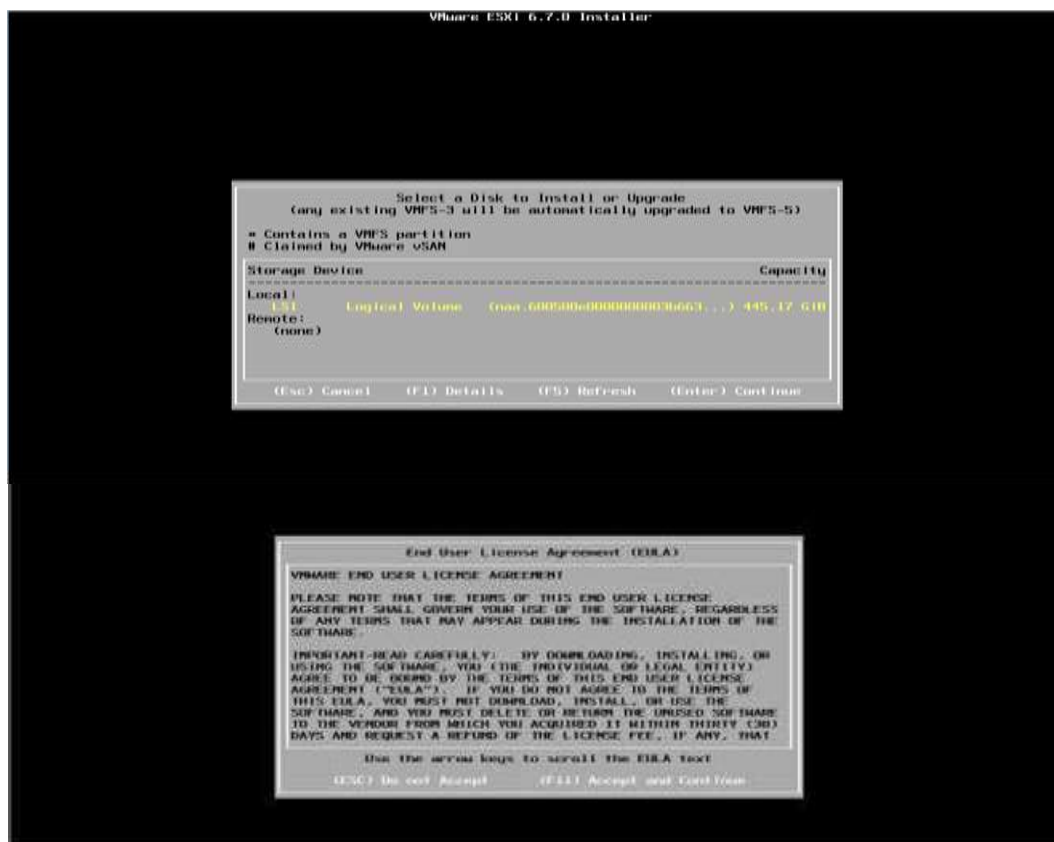 VMware ESXi 6.7.0 Installer
Select a Disk to Install or Upgrade
(any existing VMFS-3 will be automatically upgraded to VMFS-5)
* Contains a VMFS partition
# Claimed by VMware vSAN
Storage Device Capacity
Local:
LSI Logical Volume (naa.600508e0000000003b663...) 445.17 GiB
Remote:
(none)
(Esc) Cancel (F1) Details (F5) Refresh (Enter) Continue
End User License Agreement (EULA)
VMWARE END USER LICENSE AGREEMENT
PLEASE NOTE THAT THE TERMS OF THIS END USER LICENSE
AGREEMENT SHALL GOVERN YOUR USE OF THE SOFTWARE, REGARDLESS
OF ANY TERMS THAT MAY APPEAR DURING THE INSTALLATION OF THE
SOFTWARE.
IMPORTANT-READ CAREFULLY: BY DOWNLOADING, INSTALLING, OR
USING THE SOFTWARE, YOU (THE INDIVIDUAL OR LEGAL ENTITY)
AGREE TO BE BOUND BY THE TERMS OF THIS END USER LICENSE
AGREEMENT ("EULA"). IF YOU DO NOT AGREE TO THE TERMS OF
THIS EULA, YOU MUST NOT DOWNLOAD, INSTALL, OR USE THE
SOFTWARE, AND YOU MUST DELETE OR RETURN THE UNUSED SOFTWARE
TO THE VENDOR FROM WHICH YOU ACQUIRED IT WITHIN THIRTY (30)
DAYS AND REQUEST A REFUND OF THE LICENSE FEE, IF ANY, THAT
Use the arrow keys to scroll the EULA text
(ESC) Do not Accept (F11) Accept and Continue